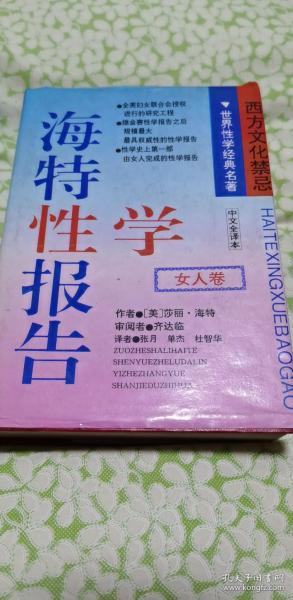 西方文化禁忌
▼世界性学经典名著
中文全译本
HAITEXINGXUEBAOGAO
●全美妇女联合会授权
进行的研究工程
●继金赛性学报告之后
规模最大
最具权威性的性学报告
●性学史上第一部
由女人完成的性学报告
海特性学报告
女人卷
作者●[美]莎丽·海特
审阅者●齐达临
译者●张月 单杰 杜智华
ZUOZHESHALIHAITE
SHENYUEZHELUDALIN
YIZHEZHANGYUE
SHANJIEDUZHIHUA
孔夫子旧书网